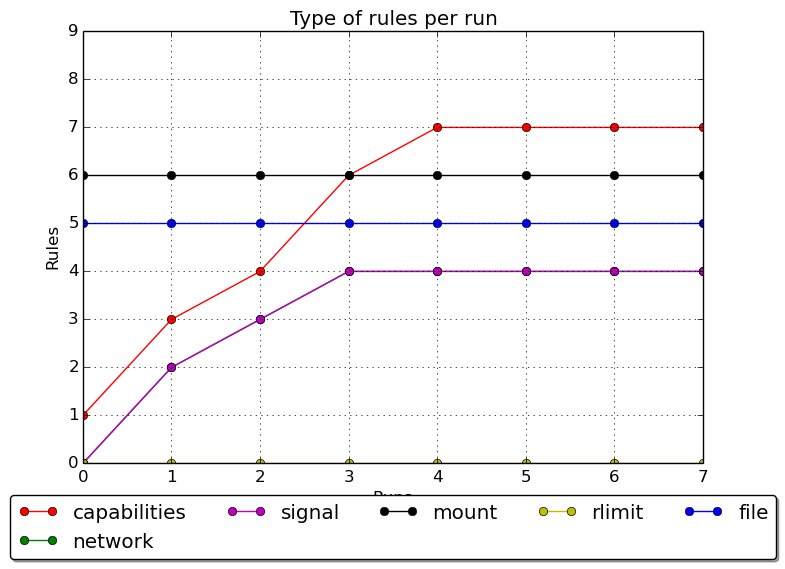 Type of rules per run
9
8
7
6
5
4
3
2
1
0
Rules
0 1 2 3 4 5 6 7
Runs
capabilities signal mount rlimit file
network